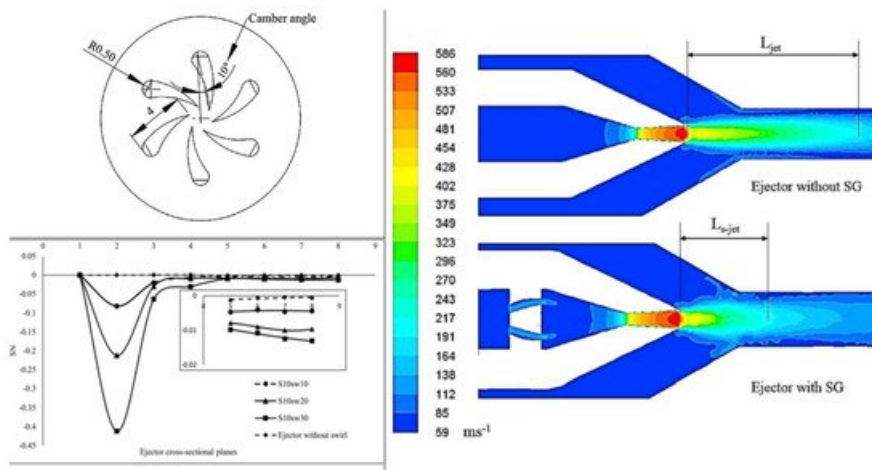 Camber angle
R0.50
10°
4
0 1 2 3 4 5 6 7 8 9
0.05
0
-0.05
-0.1
-0.15
-0.2
-0.25
-0.3
-0.35
-0.4
-0.45
SN
0
9
-0.01
-0.02
S10sw10
S10sw20
S10sw30
Ejector without swirl
Ejector cross-sectional planes
586
560
533
507
481
454
428
402
375
349
323
296
270
243
217
191
164
138
112
85
59
ms-1
Ljet
Ejector without SG
Ls-jet
Ejector with SG